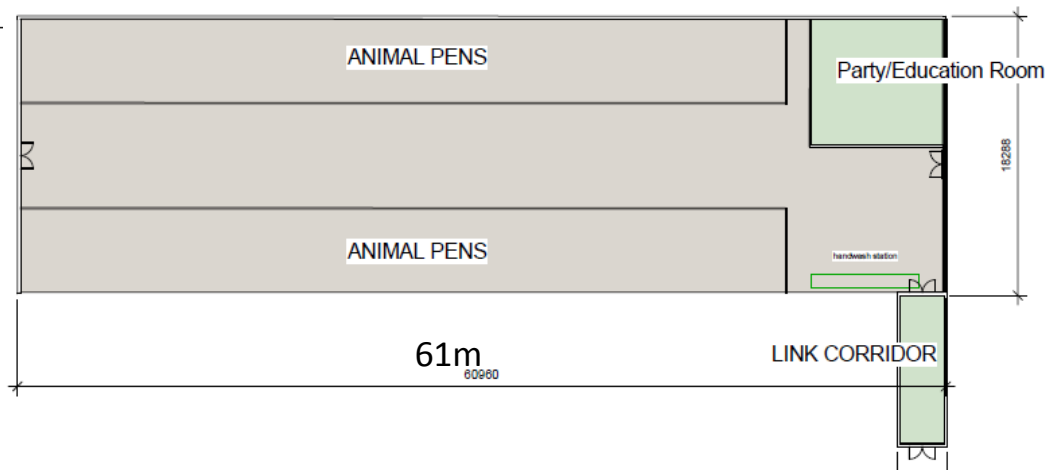 ANIMAL PENS
Party/Education Room
18288
ANIMAL PENS
handwash station
61m
60960
LINK CORRIDOR